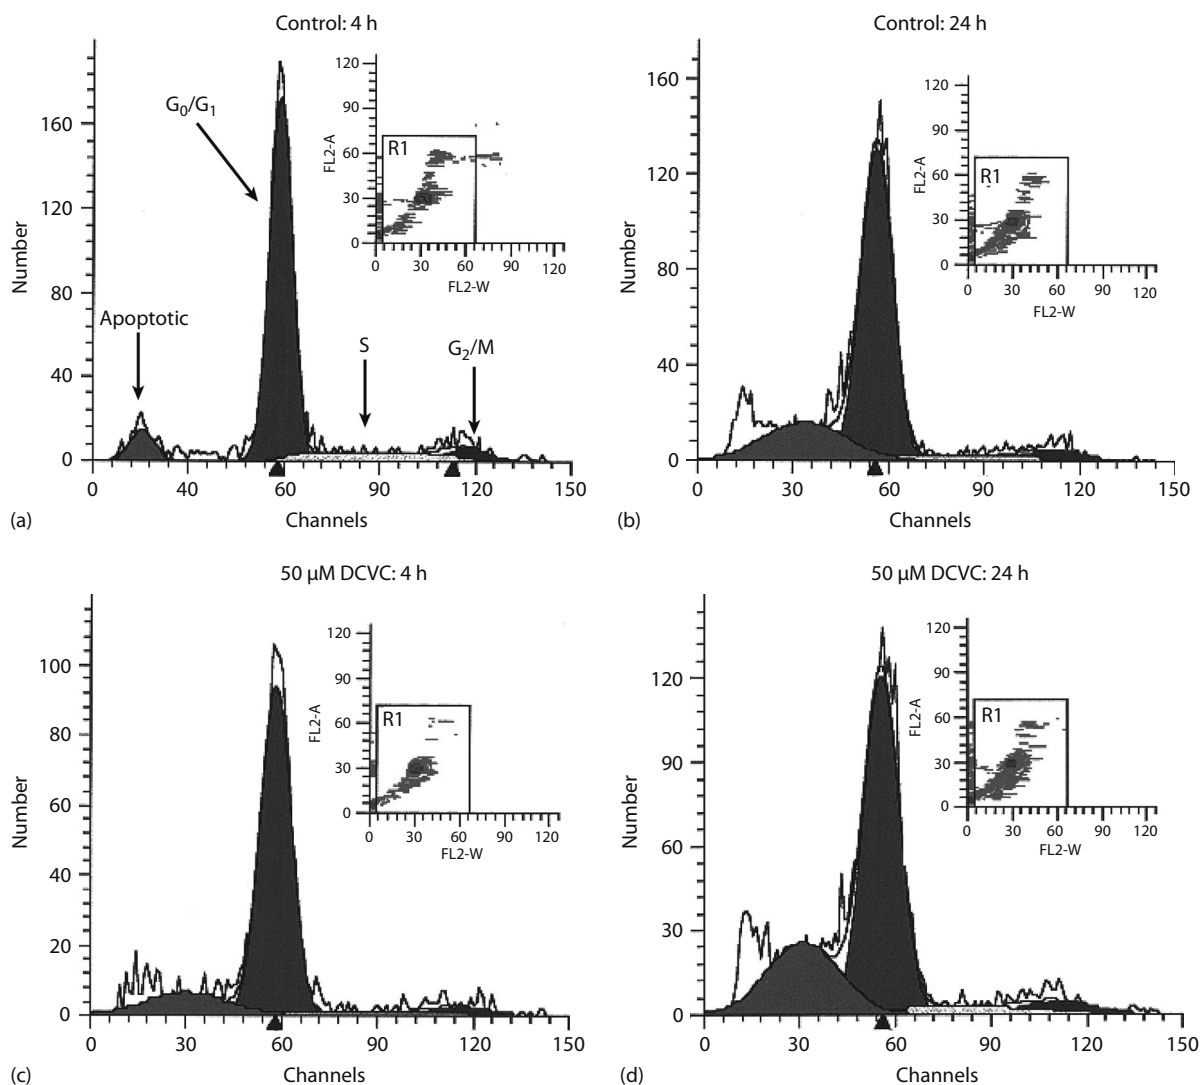 Control: 4 h
Number
160
120
80
40
0
G₀/G₁
Apoptotic
S
G₂/M
0 40 60 90 120 150
Channels
(a)
FL2-A
120
90
60
30
0
R1
0 30 60 90 120
FL2-W
Control: 24 h
Number
160
120
80
40
0
0 30 60 90 120 150
Channels
(b)
FL2-A
120
90
60
30
0
R1
0 30 60 90 120
FL2-W
50 µM DCVC: 4 h
Number
100
80
60
40
20
0
0 30 60 90 120 150
Channels
(c)
FL2-A
120
90
60
30
0
R1
0 30 60 90 120
FL2-W
50 µM DCVC: 24 h
Number
120
90
60
30
0
0 30 60 90 120 150
Channels
(d)
FL2-A
120
90
60
30
0
R1
0 30 60 90 120
FL2-W